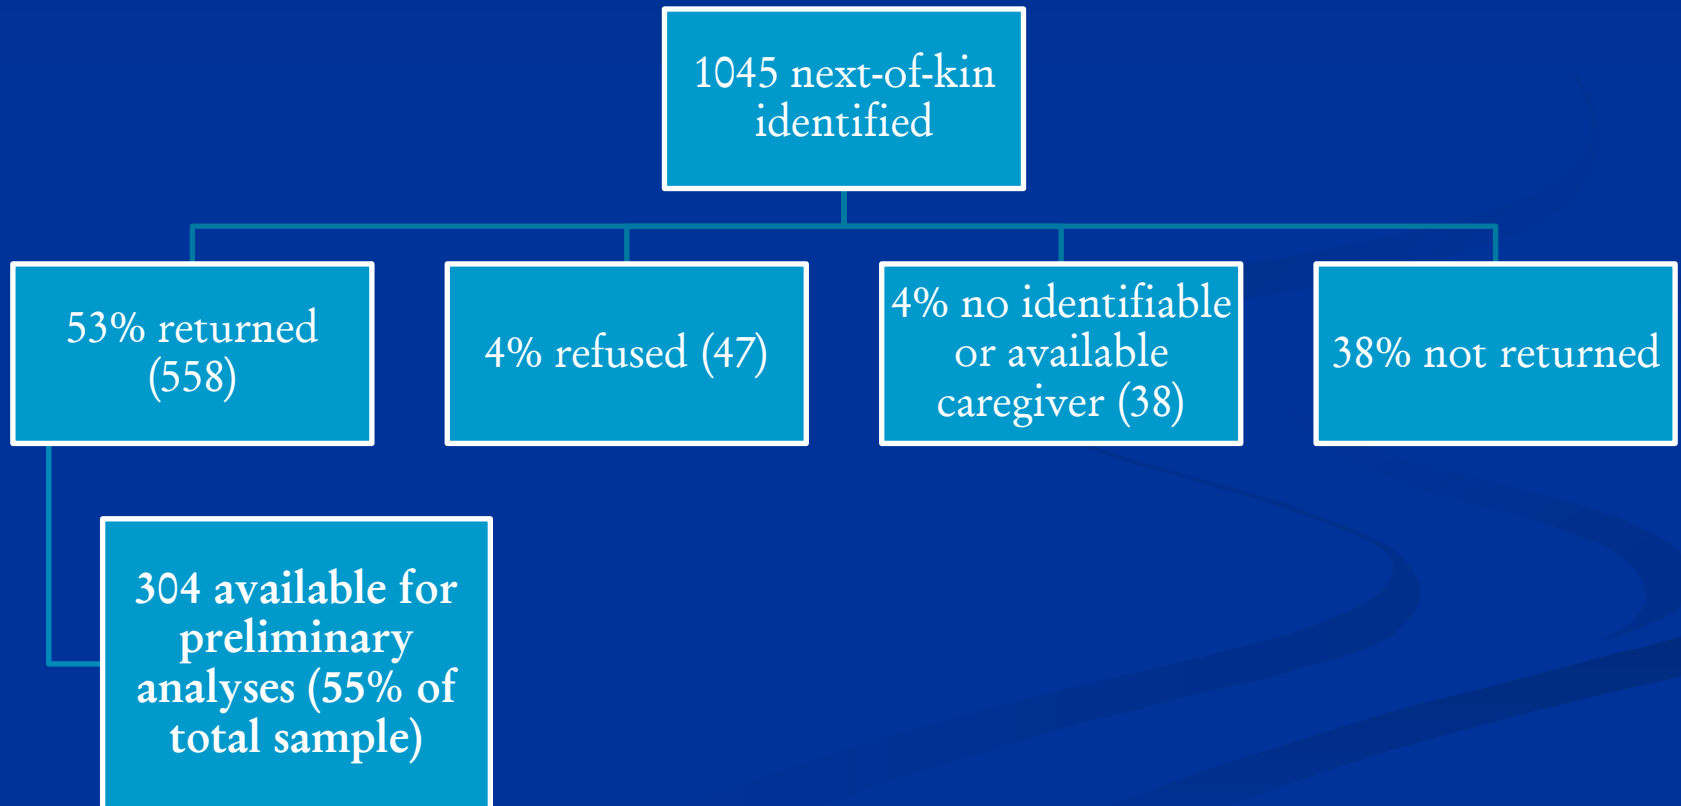 1045 next-of-kin
identified
53% returned
(558)
4% refused (47)
4% no identifiable
or available
caregiver (38)
38% not returned
304 available for
preliminary
analyses (55% of
total sample)